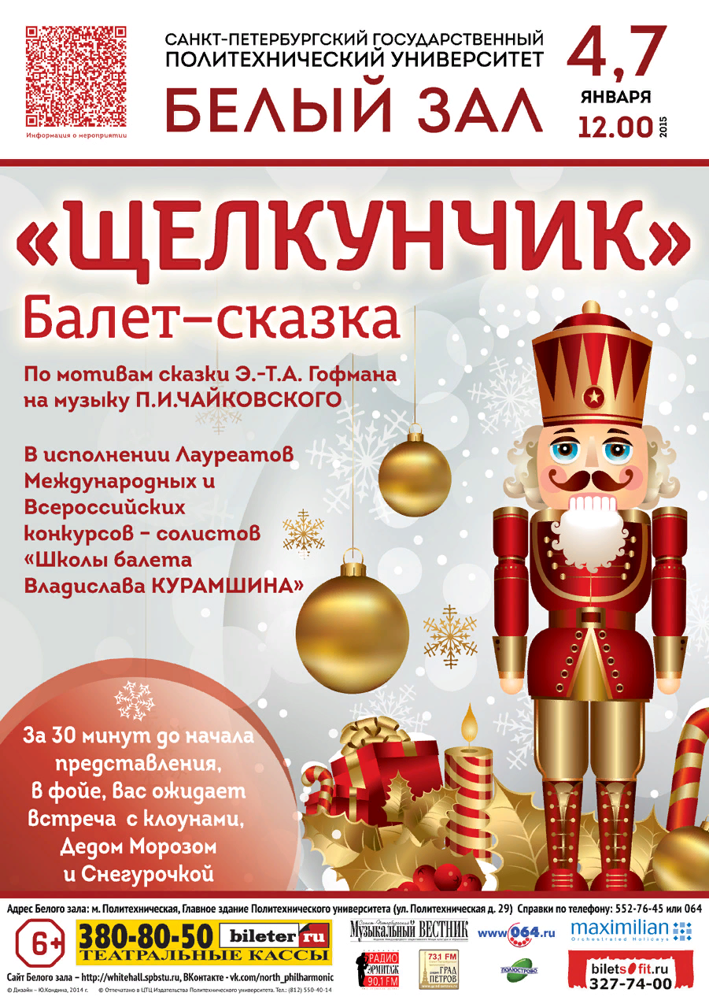 САНКТ-ПЕТЕРБУРГСКИЙ ГОСУДАРСТВЕННЫЙ
ПОЛИТЕХНИЧЕСКИЙ УНИВЕРСИТЕТ
БЕЛЫЙ ЗАЛ
4,7
ЯНВАРЯ
12.00
2015
Информация о мероприятии
«ЩЕЛКУНЧИК»
Балет–сказка
По мотивам сказки Э.-Т.А. Гофмана
на музыку П.И.ЧАЙКОВСКОГО
В исполнении Лауреатов
Международных и
Всероссийских
конкурсов – солистов
«Школы балета
Владислава КУРАМШИНА»
За 30 минут до начала
представления,
в фойе, вас ожидает
встреча с клоунами,
Дедом Морозом
и Снегурочкой
Адрес Белого зала: м. Политехническая, Главное здание Политехнического университета (ул. Политехническая д. 29) Справки по телефону: 552-76-45 или 064
6+
380-80-50 bileter.ru
ТЕАТРАЛЬНЫЕ КАССЫ
Санкт-Петербургский
Музыкальный ВЕСТНИК
www.064.ru
maximilian
Orchestrated Holidays
РАДИО
ЭРМИТАЖ
90.1 FM
73,1 FM
радио ГРАД
ПЕТРОВ
ПОЛЮСТРОВО
biletsofit.ru
327-74-00
Сайт Белого зала – http://whitehall.spbstu.ru, ВКонтакте - vk.com/north_philharmonic
© Дизайн – Ю.Кондина, 2014 г. © Отпечатано в ЦТЦ Издательства Политехнического университета. Тел.: (812) 550-40-14